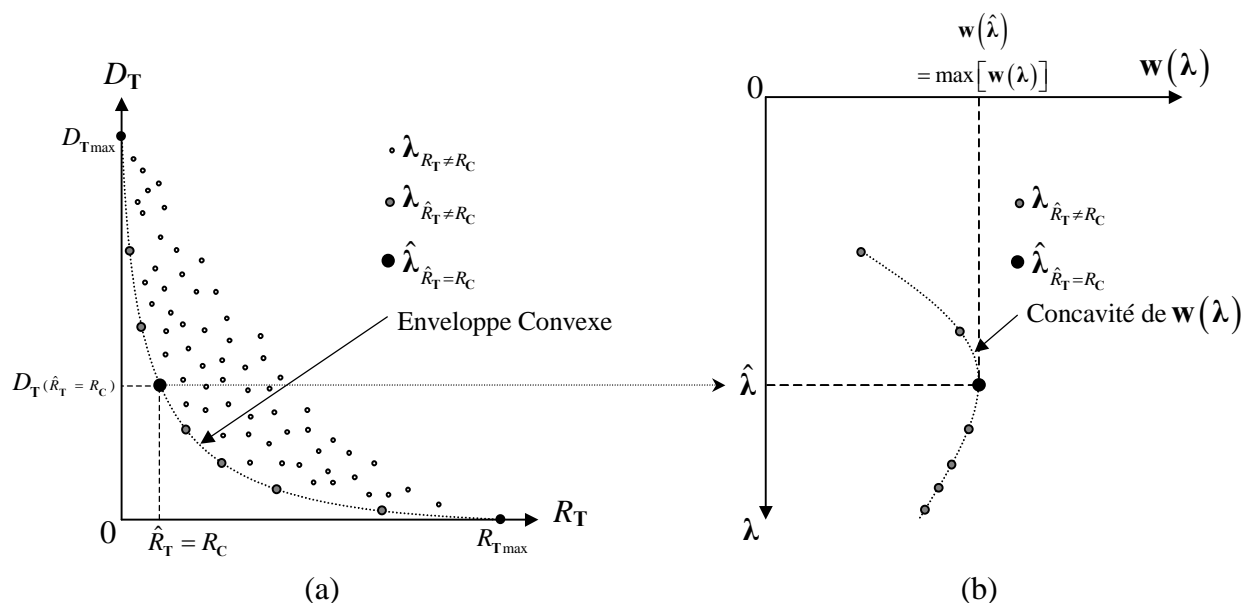 D_T
D_Tmax
λ_{R_T≠R_C}
λ_{R̂_T≠R_C}
λ̂_{R̂_T=R_C}
Enveloppe Convexe
D_T (R̂_T = R_C)
0
R̂_T = R_C
R_Tmax
R_T
(a)
w(λ̂)
= max[w(λ)]
0
w(λ)
λ_{R̂_T≠R_C}
λ̂_{R̂_T=R_C}
Concavité de w(λ)
λ̂
λ
(b)